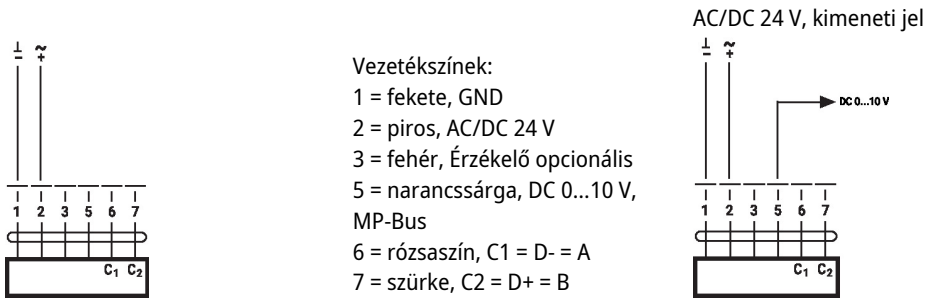 AC/DC 24 V, kimeneti jel
⊥ ~
− +
1 2 3 5 6 7
C1 C2
Vezetékszínek:
1 = fekete, GND
2 = piros, AC/DC 24 V
3 = fehér, Érzékelő opcionális
5 = narancssárga, DC 0...10 V,
MP-Bus
6 = rózsaszín, C1 = D- = A
7 = szürke, C2 = D+ = B
⊥ ~
− +
DC 0...10 V
1 2 3 5 6 7
C1 C2